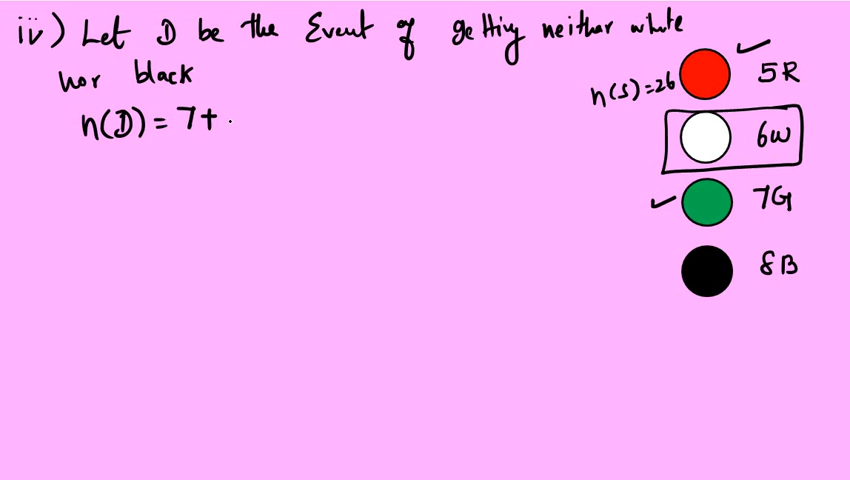 iv) Let D be the Event of getting neither white
nor black
n(D) = 7+
n(S)=26
5R
6W
7G
8B